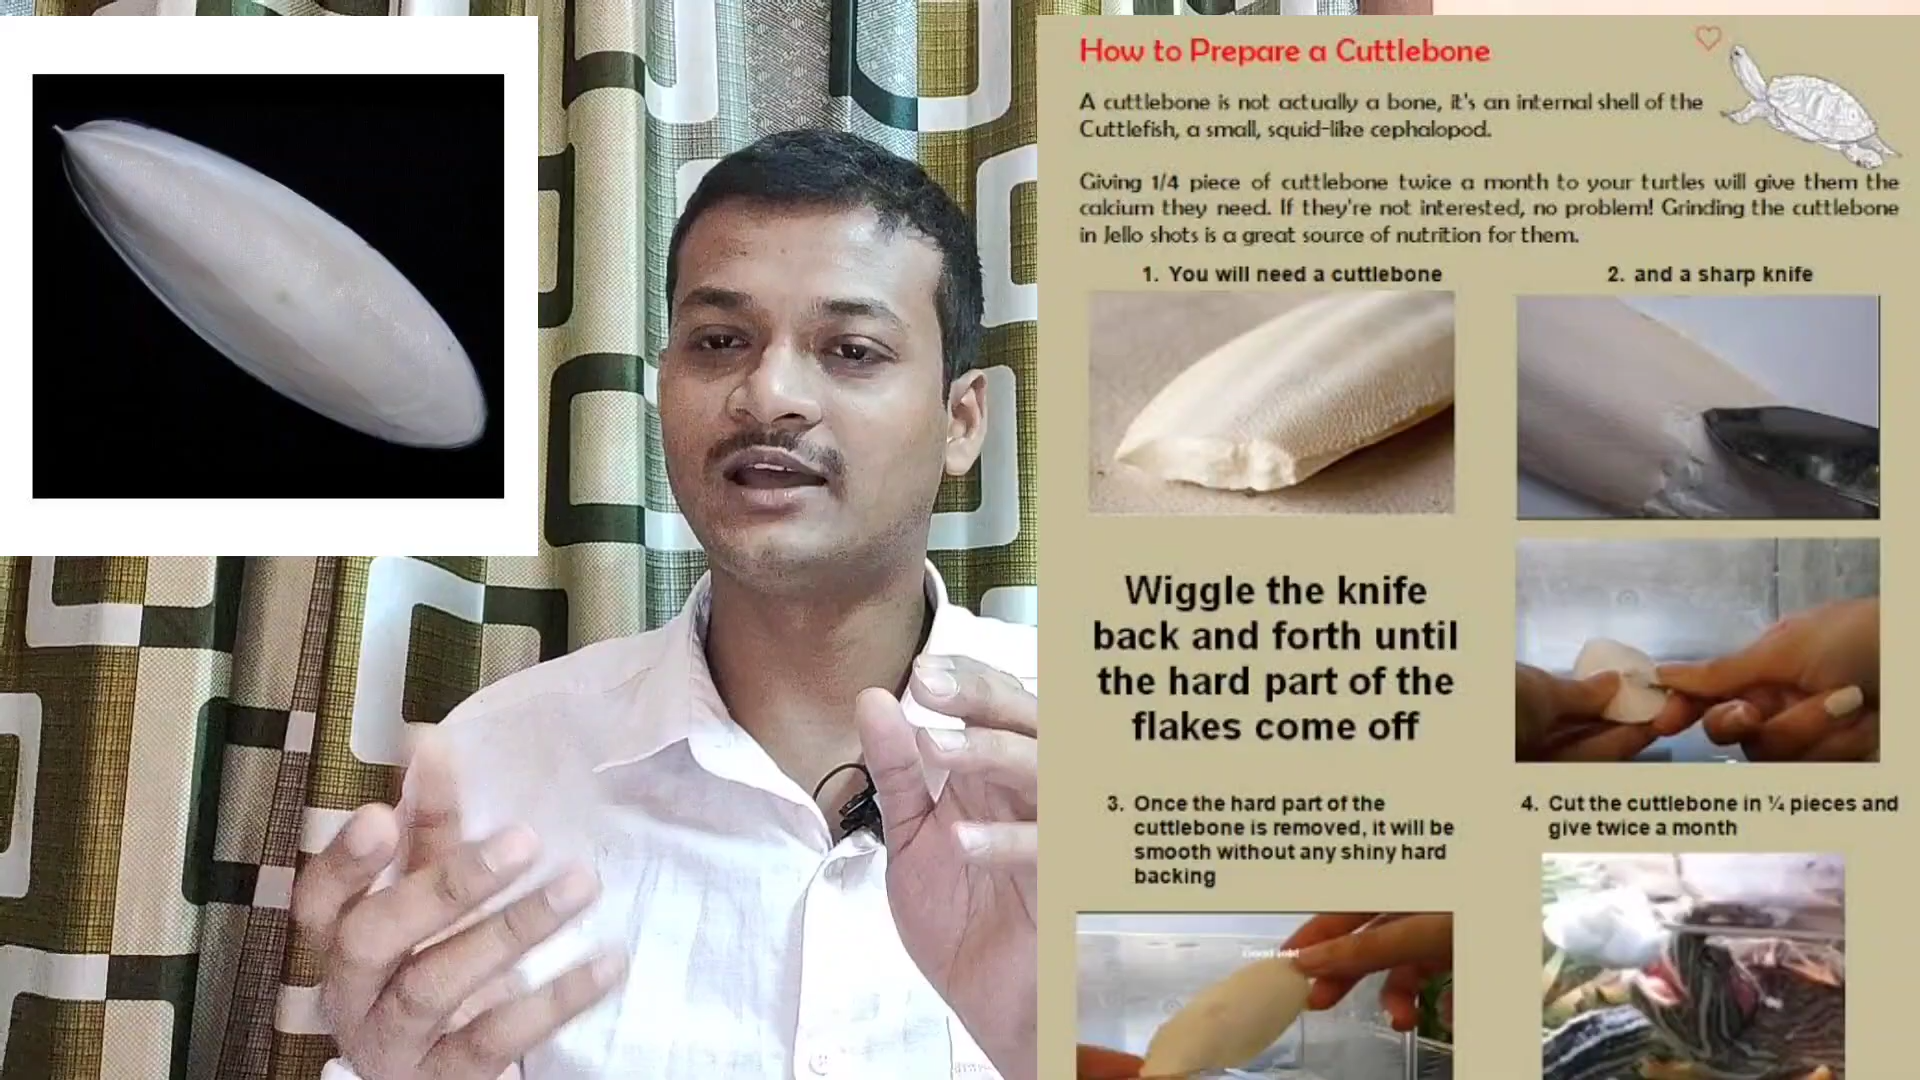 How to Prepare a Cuttlebone
A cuttlebone is not actually a bone, it's an internal shell of the
Cuttlefish, a small, squid-like cephalopod.
Giving 1/4 piece of cuttlebone twice a month to your turtles will give them the
calcium they need. If they're not interested, no problem! Grinding the cuttlebone
in Jello shots is a great source of nutrition for them.
1. You will need a cuttlebone
2. and a sharp knife
Wiggle the knife
back and forth until
the hard part of the
flakes come off
3. Once the hard part of the
cuttlebone is removed, it will be
smooth without any shiny hard
backing
4. Cut the cuttlebone in ¼ pieces and
give twice a month